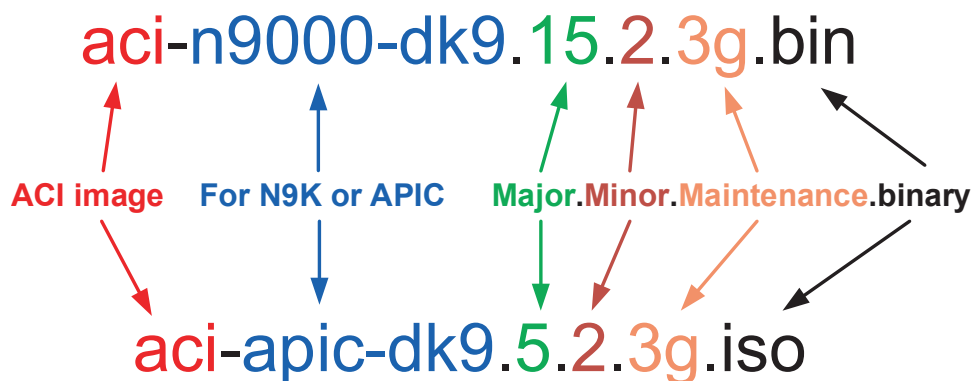 aci-n9000-dk9.15.2.3g.bin
ACI image For N9K or APIC Major.Minor.Maintenance.binary
aci-apic-dk9.5.2.3g.iso